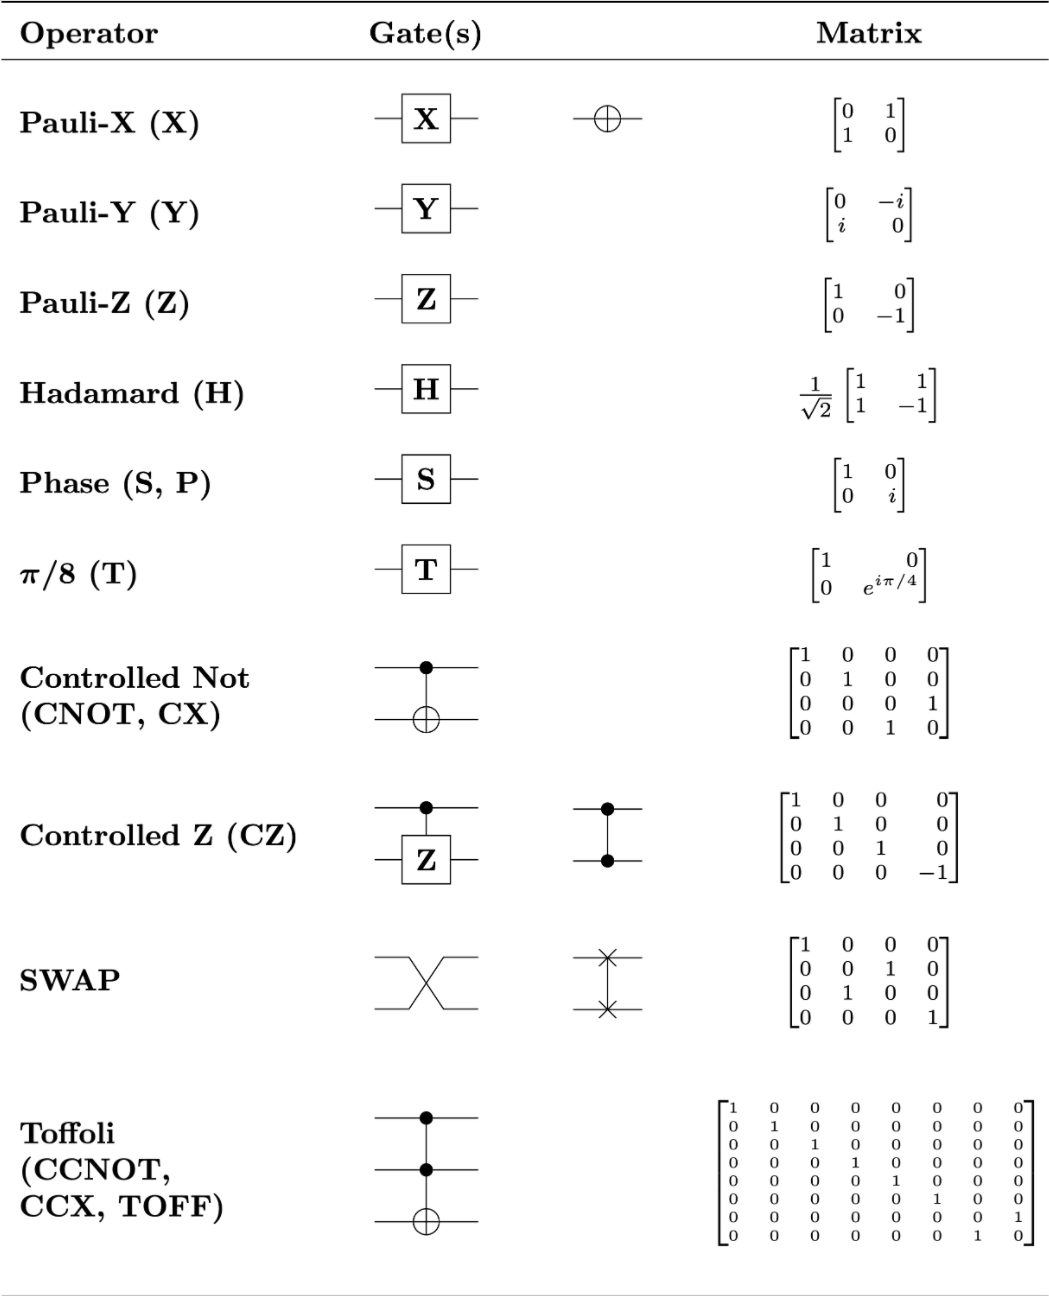 Operator Gate(s) Matrix
Pauli-X (X) X
0 1
1 0
Pauli-Y (Y) Y
0 −i
i 0
Pauli-Z (Z) Z
1 0
0 −1
Hadamard (H) H
1/√2
1 1
1 −1
Phase (S, P) S
1 0
0 i
π/8 (T) T
1 0
0 e^{iπ/4}
Controlled Not
(CNOT, CX)
1 0 0 0
0 1 0 0
0 0 0 1
0 0 1 0
Controlled Z (CZ) Z
1 0 0 0
0 1 0 0
0 0 1 0
0 0 0 −1
SWAP
1 0 0 0
0 0 1 0
0 1 0 0
0 0 0 1
Toffoli
(CCNOT,
CCX, TOFF)
1 0 0 0 0 0 0 0
0 1 0 0 0 0 0 0
0 0 1 0 0 0 0 0
0 0 0 1 0 0 0 0
0 0 0 0 1 0 0 0
0 0 0 0 0 1 0 0
0 0 0 0 0 0 0 1
0 0 0 0 0 0 1 0